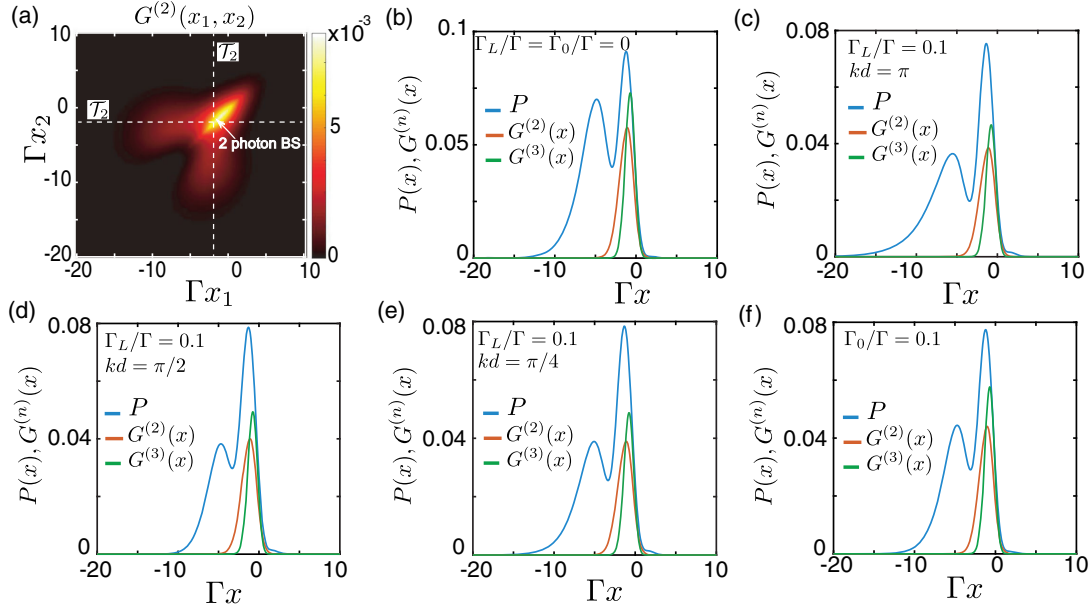 (a)
G^{(2)}(x_1, x_2)
×10^{-3}
10
0
-10
-20
Γx_2
𝒯_2
𝒯_2
2 photon BS
5
0
-20
-10
0
10
Γx_1
(b)
0.1
0.05
0
P(x), G^{(n)}(x)
Γ_L/Γ = Γ_0/Γ = 0
P
G^{(2)}(x)
G^{(3)}(x)
-20
-10
0
10
Γx
(c)
0.08
0.04
0
P(x), G^{(n)}(x)
Γ_L/Γ = 0.1
kd = π
P
G^{(2)}(x)
G^{(3)}(x)
-20
-10
0
10
Γx
(d)
0.08
0.04
0
P(x), G^{(n)}(x)
Γ_L/Γ = 0.1
kd = π/2
P
G^{(2)}(x)
G^{(3)}(x)
-20
-10
0
10
Γx
(e)
0.08
0.04
0
P(x), G^{(n)}(x)
Γ_L/Γ = 0.1
kd = π/4
P
G^{(2)}(x)
G^{(3)}(x)
-20
-10
0
10
Γx
(f)
0.08
0.04
0
P(x), G^{(n)}(x)
Γ_0/Γ = 0.1
P
G^{(2)}(x)
G^{(3)}(x)
-20
-10
0
10
Γx